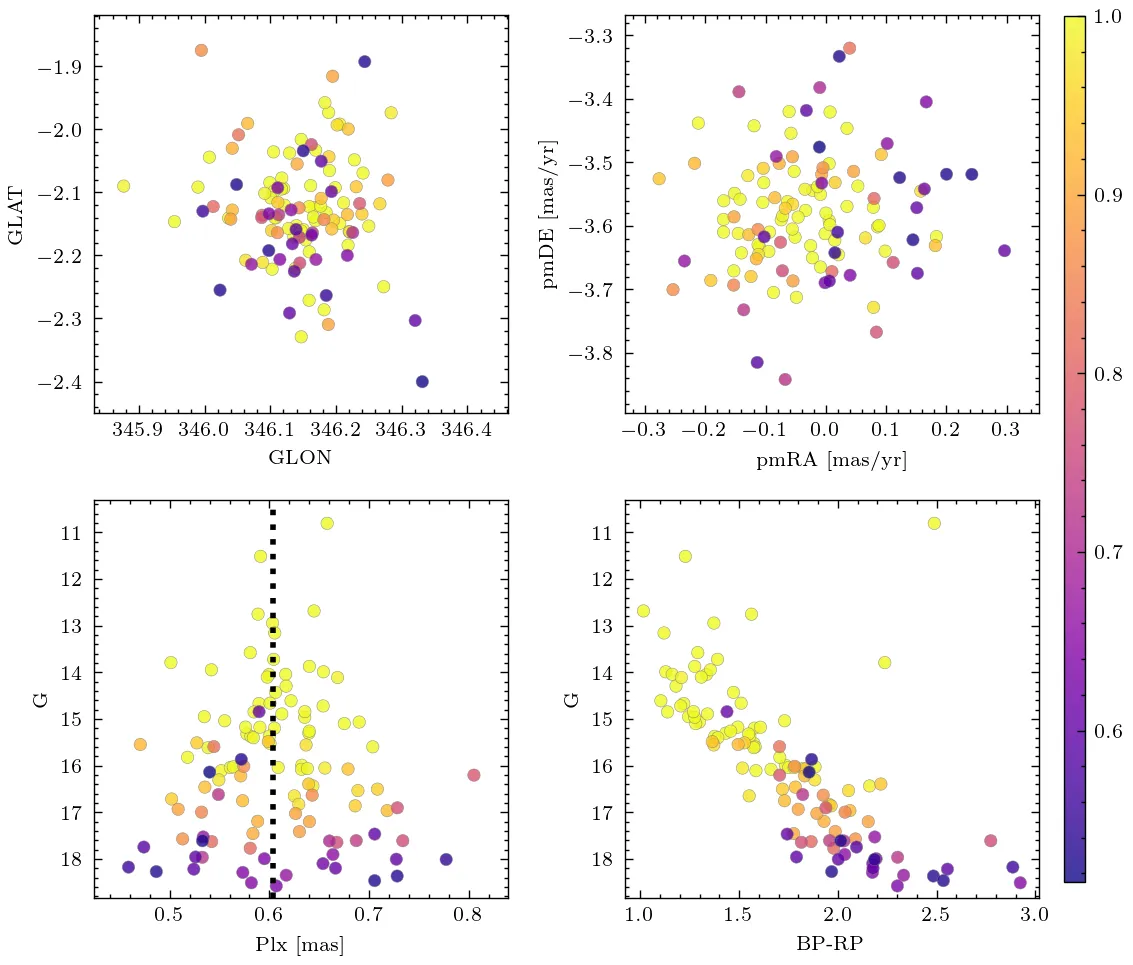 −1.9
−2.0
−2.1
−2.2
−2.3
−2.4
GLAT
345.9 346.0 346.1 346.2 346.3 346.4
GLON
−3.3
−3.4
−3.5
−3.6
−3.7
−3.8
pmDE [mas/yr]
−0.3 −0.2 −0.1 0.0 0.1 0.2 0.3
pmRA [mas/yr]
1.0
0.9
0.8
0.7
0.6
11
12
13
14
15
16
17
18
G
0.5 0.6 0.7 0.8
Plx [mas]
11
12
13
14
15
16
17
18
G
1.0 1.5 2.0 2.5 3.0
BP-RP